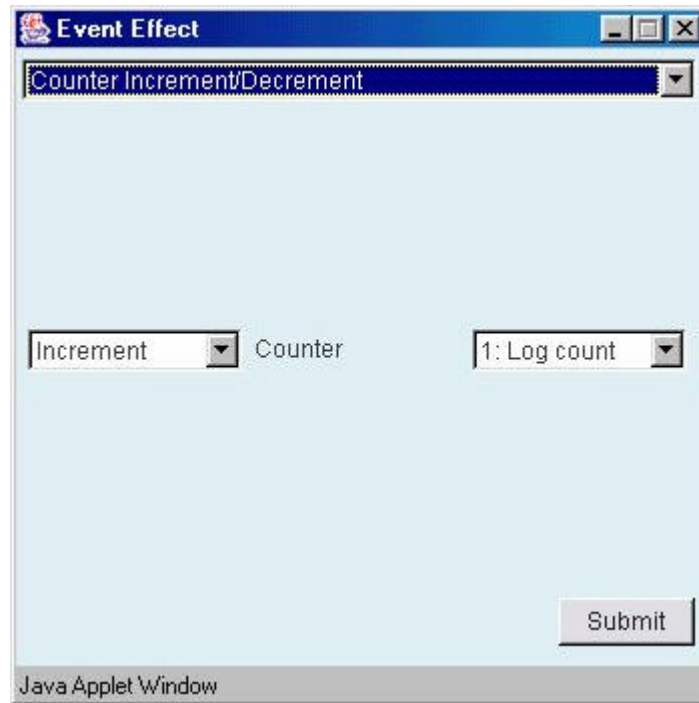 Event Effect
Counter Increment/Decrement
Increment Counter 1: Log count
Submit
Java Applet Window